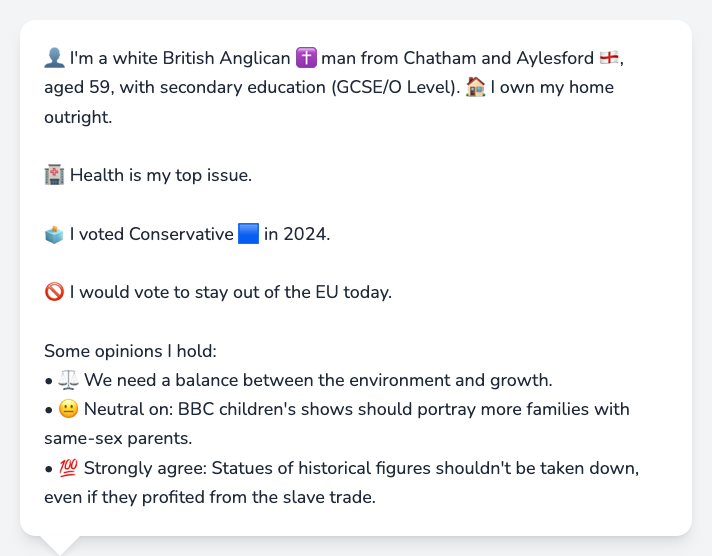 👤 I'm a white British Anglican ✝️ man from Chatham and Aylesford 🏴󠁧󠁢󠁥󠁮󠁧󠁿,
aged 59, with secondary education (GCSE/O Level). 🏠 I own my home
outright.
🏥 Health is my top issue.
🗳️ I voted Conservative 🟦 in 2024.
🚫 I would vote to stay out of the EU today.
Some opinions I hold:
• ⚖️ We need a balance between the environment and growth.
• 😐 Neutral on: BBC children's shows should portray more families with
same-sex parents.
• 💯 Strongly agree: Statues of historical figures shouldn't be taken down,
even if they profited from the slave trade.